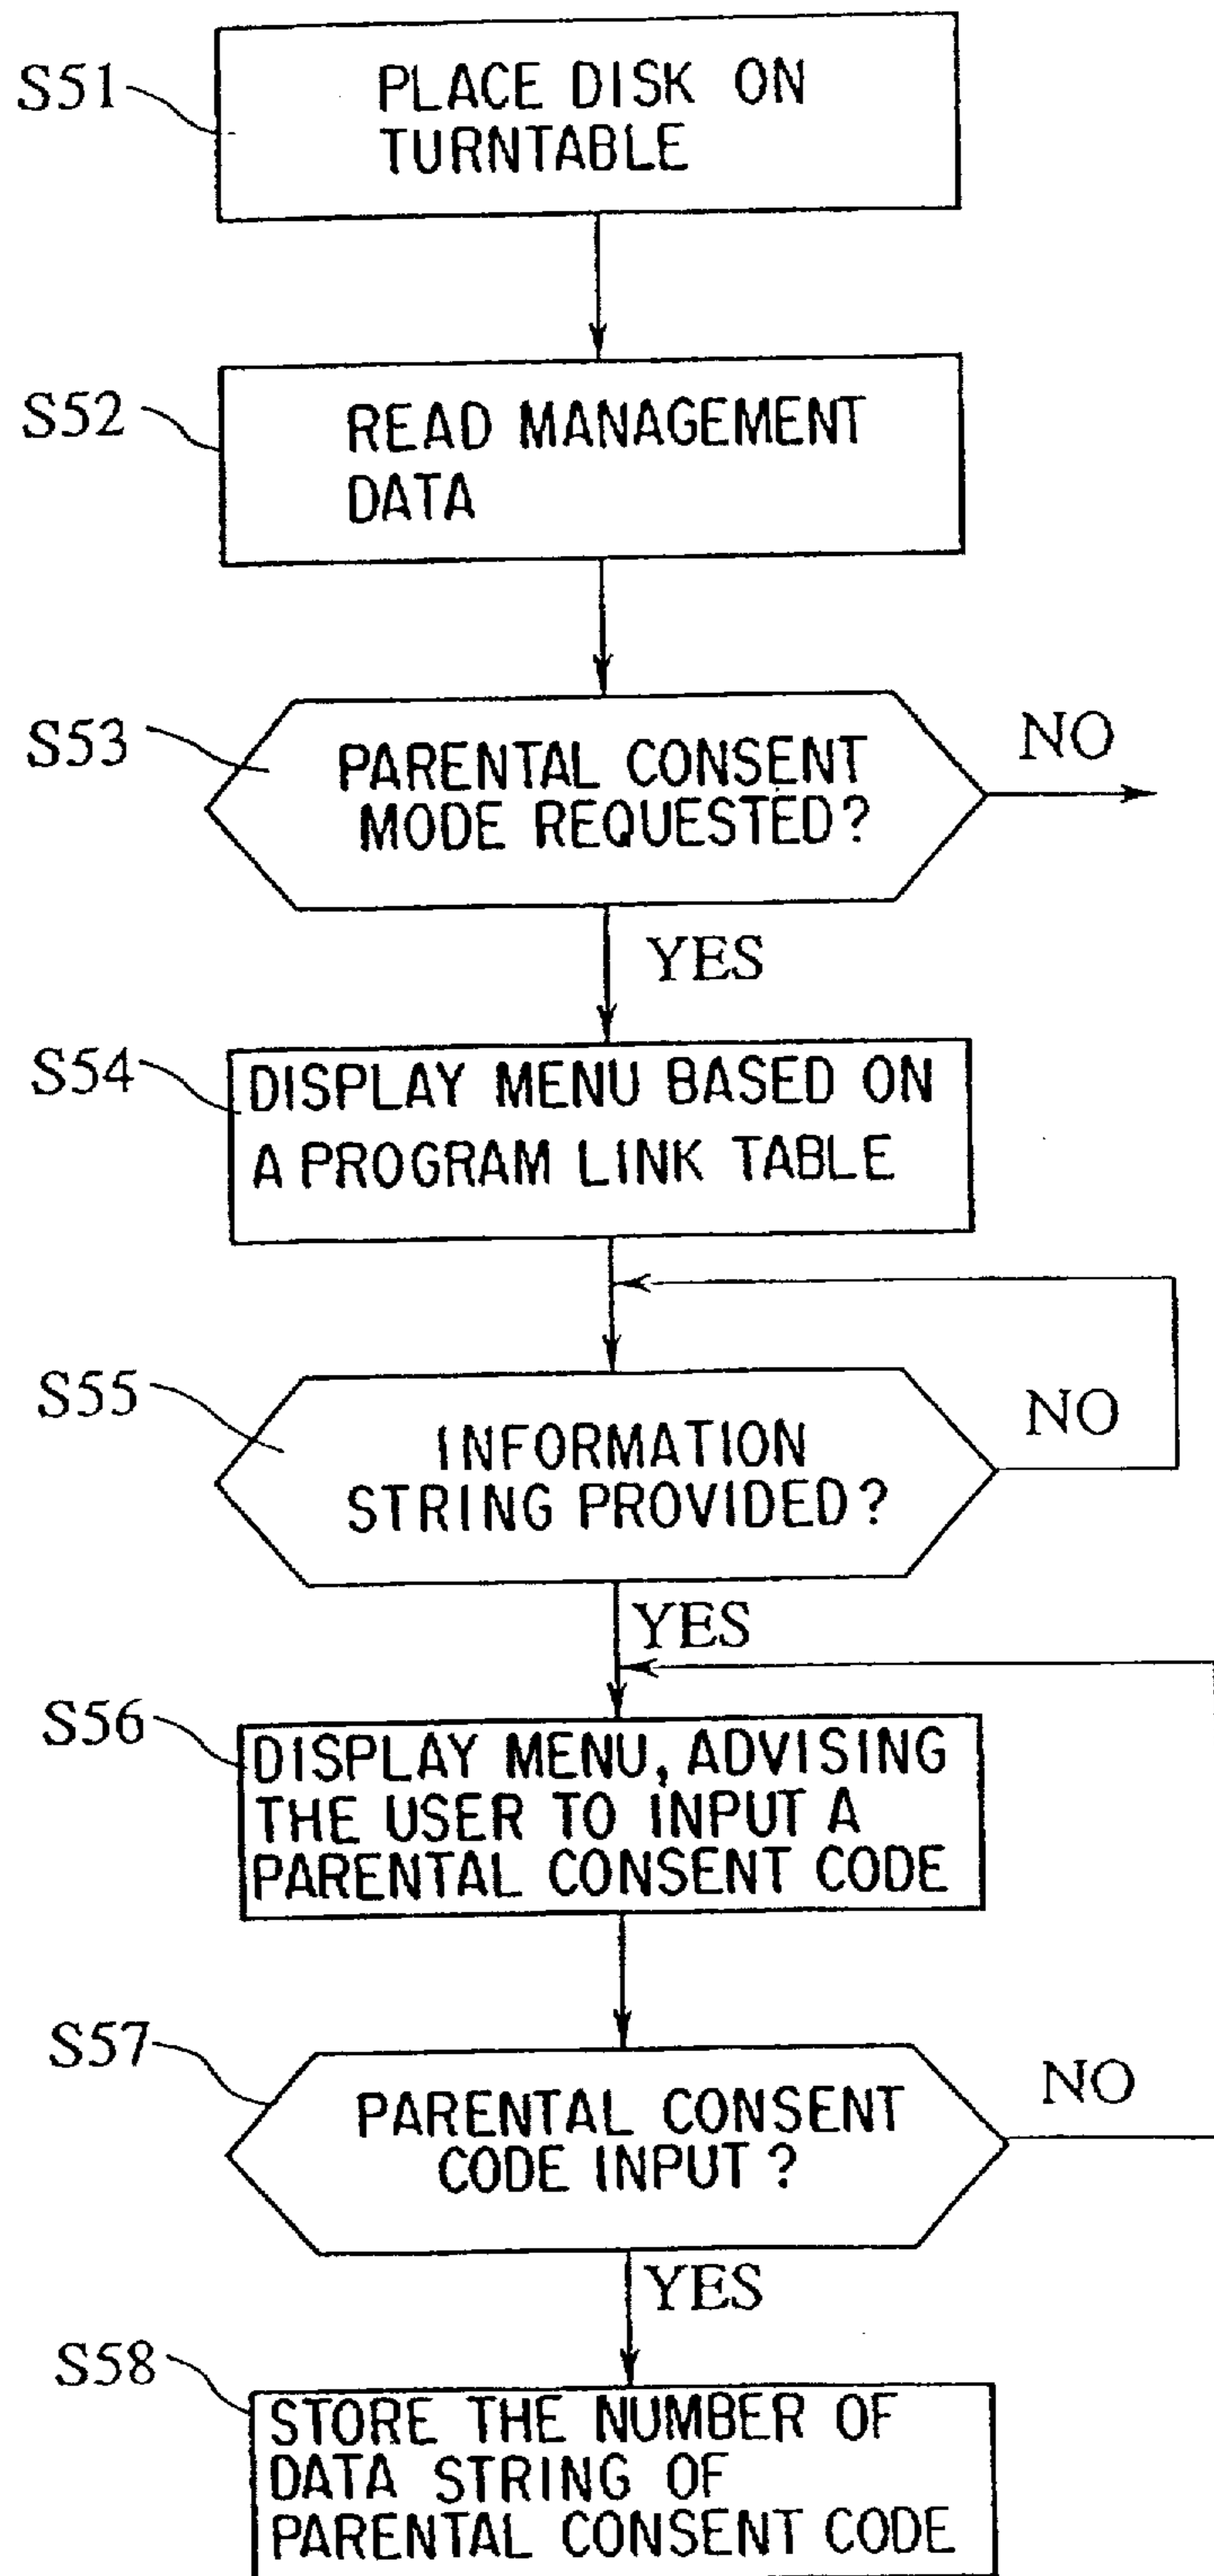 S51
PLACE DISK ON
TURNTABLE
S52
READ MANAGEMENT
DATA
S53
PARENTAL CONSENT
MODE REQUESTED?
NO
YES
S54
DISPLAY MENU BASED ON
A PROGRAM LINK TABLE
S55
INFORMATION
STRING PROVIDED?
NO
YES
S56
DISPLAY MENU, ADVISING
THE USER TO INPUT A
PARENTAL CONSENT CODE
S57
PARENTAL CONSENT
CODE INPUT?
NO
YES
S58
STORE THE NUMBER OF
DATA STRING OF
PARENTAL CONSENT CODE